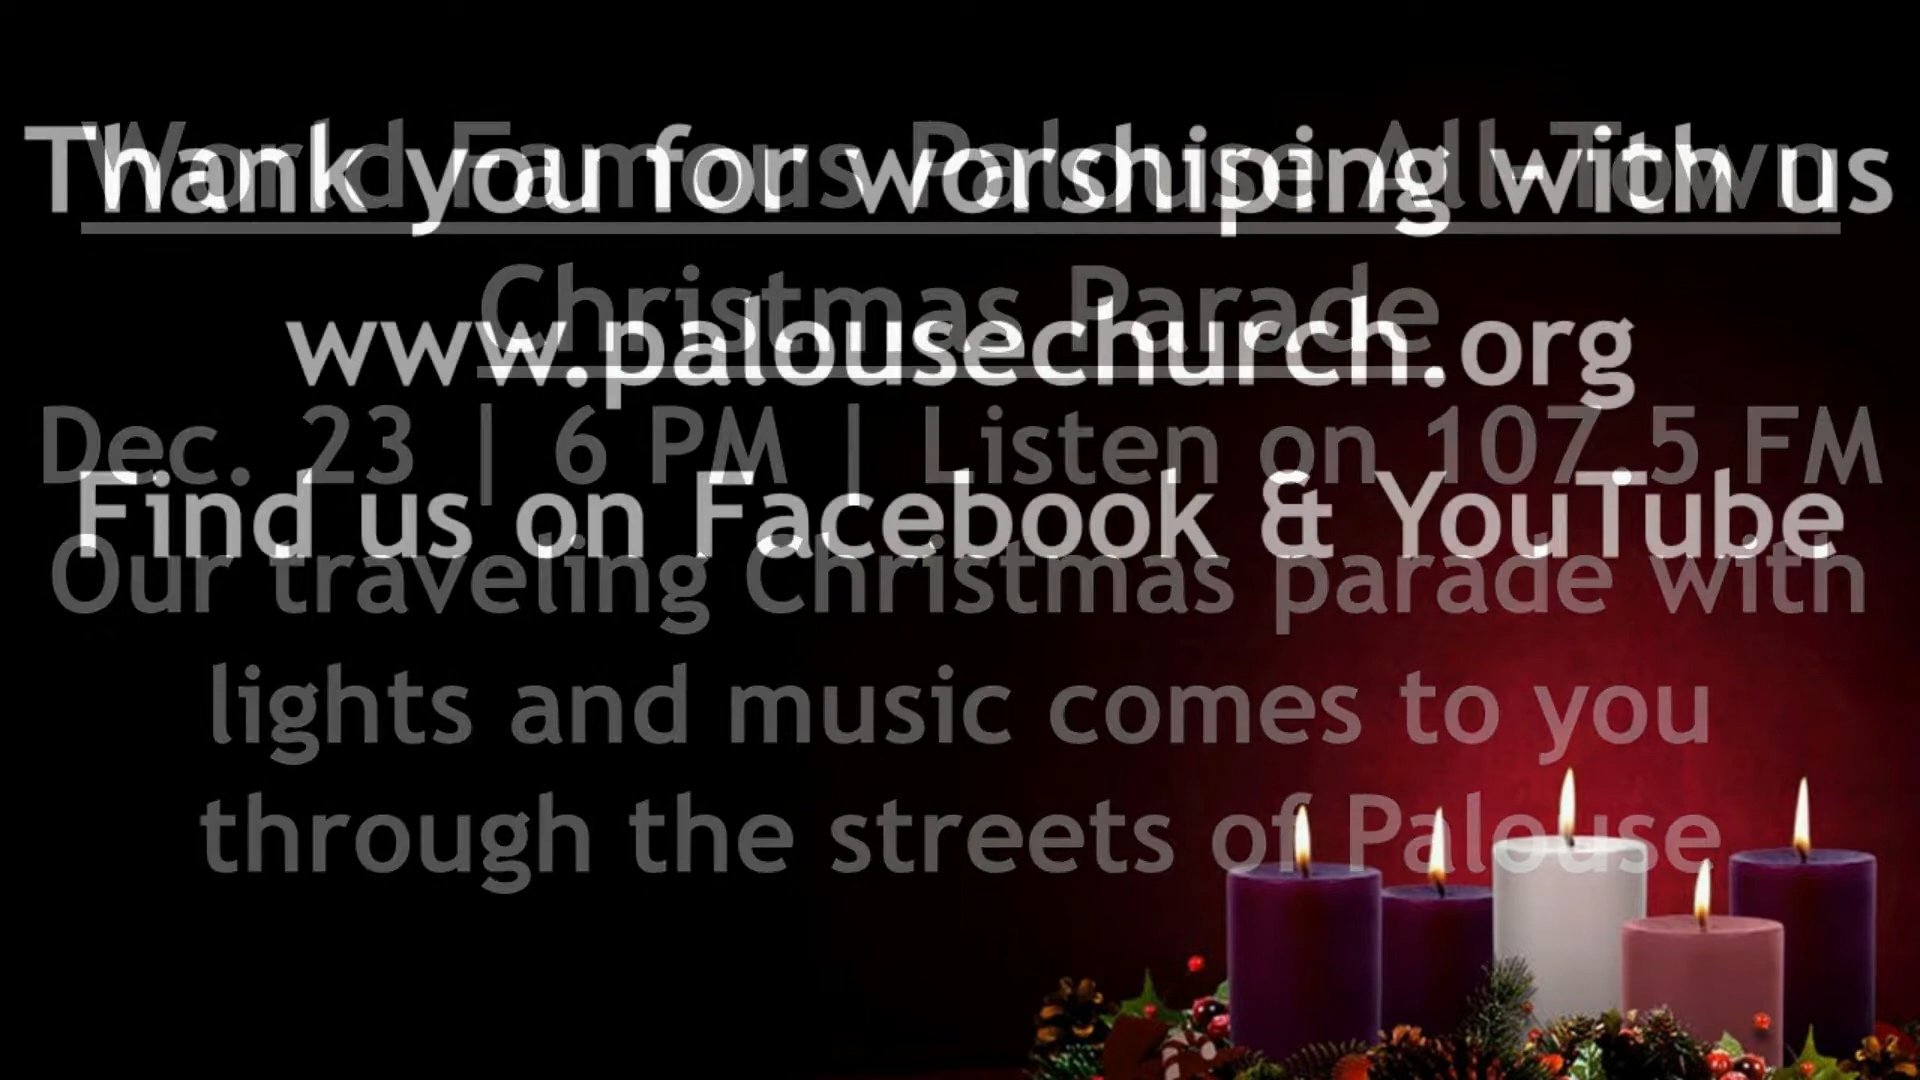 Thank you for worshiping with us
www.palousechurch.org
Find us on Facebook & YouTube
World Famous Palouse All-Town
Christmas Parade
Dec. 23 | 6 PM | Listen on 107.5 FM
Our traveling Christmas parade with
lights and music comes to you
through the streets of Palouse